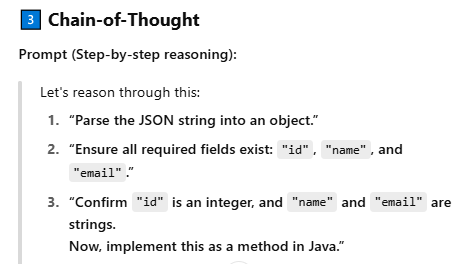 3 Chain-of-Thought
Prompt (Step-by-step reasoning):
Let's reason through this:
1. “Parse the JSON string into an object.”
2. “Ensure all required fields exist: "id", "name", and
"email".”
3. “Confirm "id" is an integer, and "name" and "email" are
strings.
Now, implement this as a method in Java.”